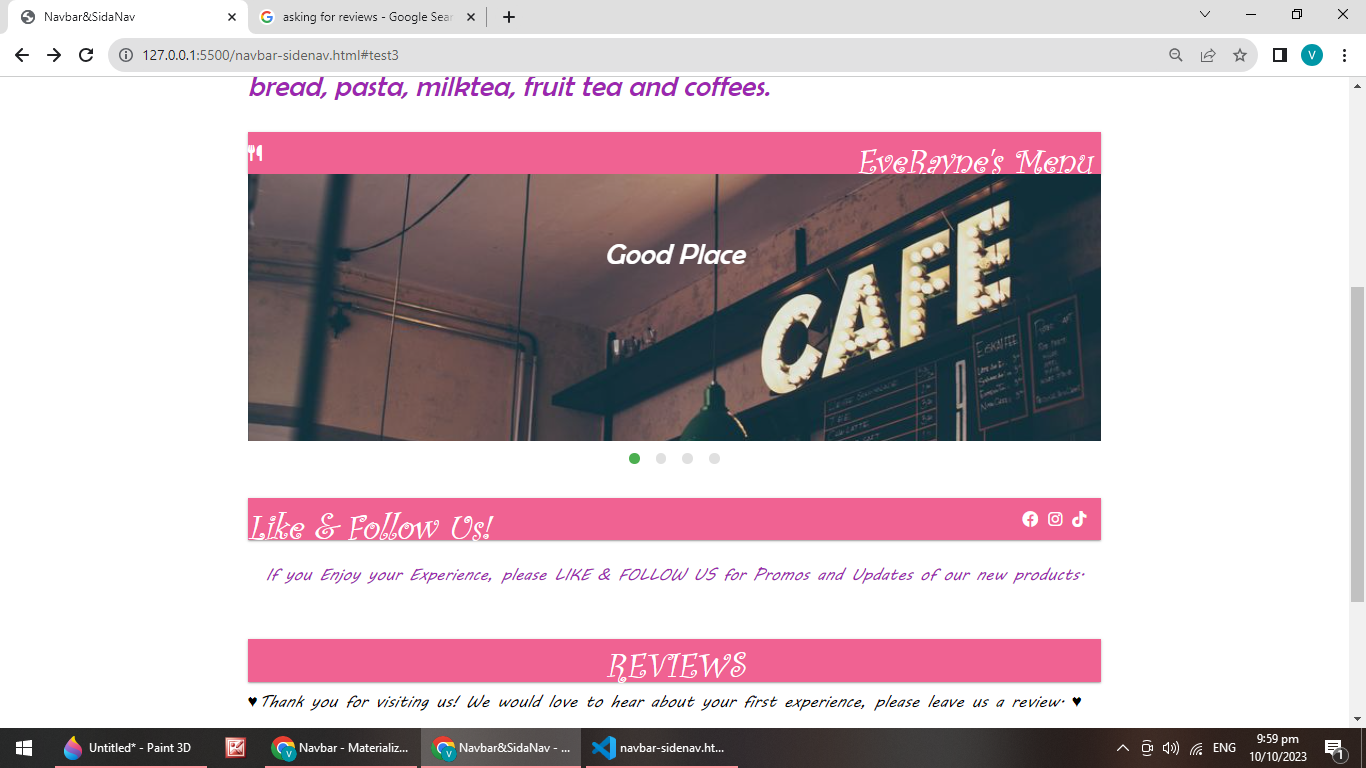 Navbar&SidaNav
asking for reviews - Google Sear
127.0.0.1:5500/navbar-sidenav.html#test3
V
bread, pasta, milktea, fruit tea and coffees.
EveRayne's Menu
Good Place
CAFE
Like & Follow Us!
If you Enjoy your Experience, please LIKE & FOLLOW US for Promos and Updates of our new products.
REVIEWS
♥ Thank you for visiting us! We would love to hear about your first experience, please leave us a review. ♥
Untitled* - Paint 3D
Navbar - Materializ...
Navbar&SidaNav - ...
navbar-sidenav.ht...
ENG
9:59 pm
10/10/2023
1